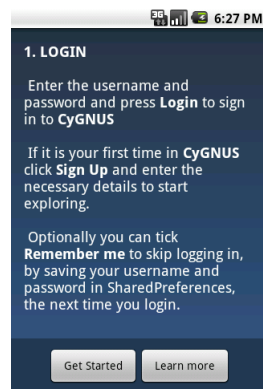 3G 6:27 PM
1. LOGIN
Enter the username and
password and press Login to sign
in to CyGNUS
If it is your first time in CyGNUS
click Sign Up and enter the
necessary details to start
exploring.
Optionally you can tick
Remember me to skip logging in,
by saving your username and
password in SharedPreferences,
the next time you login.
Get Started Learn more